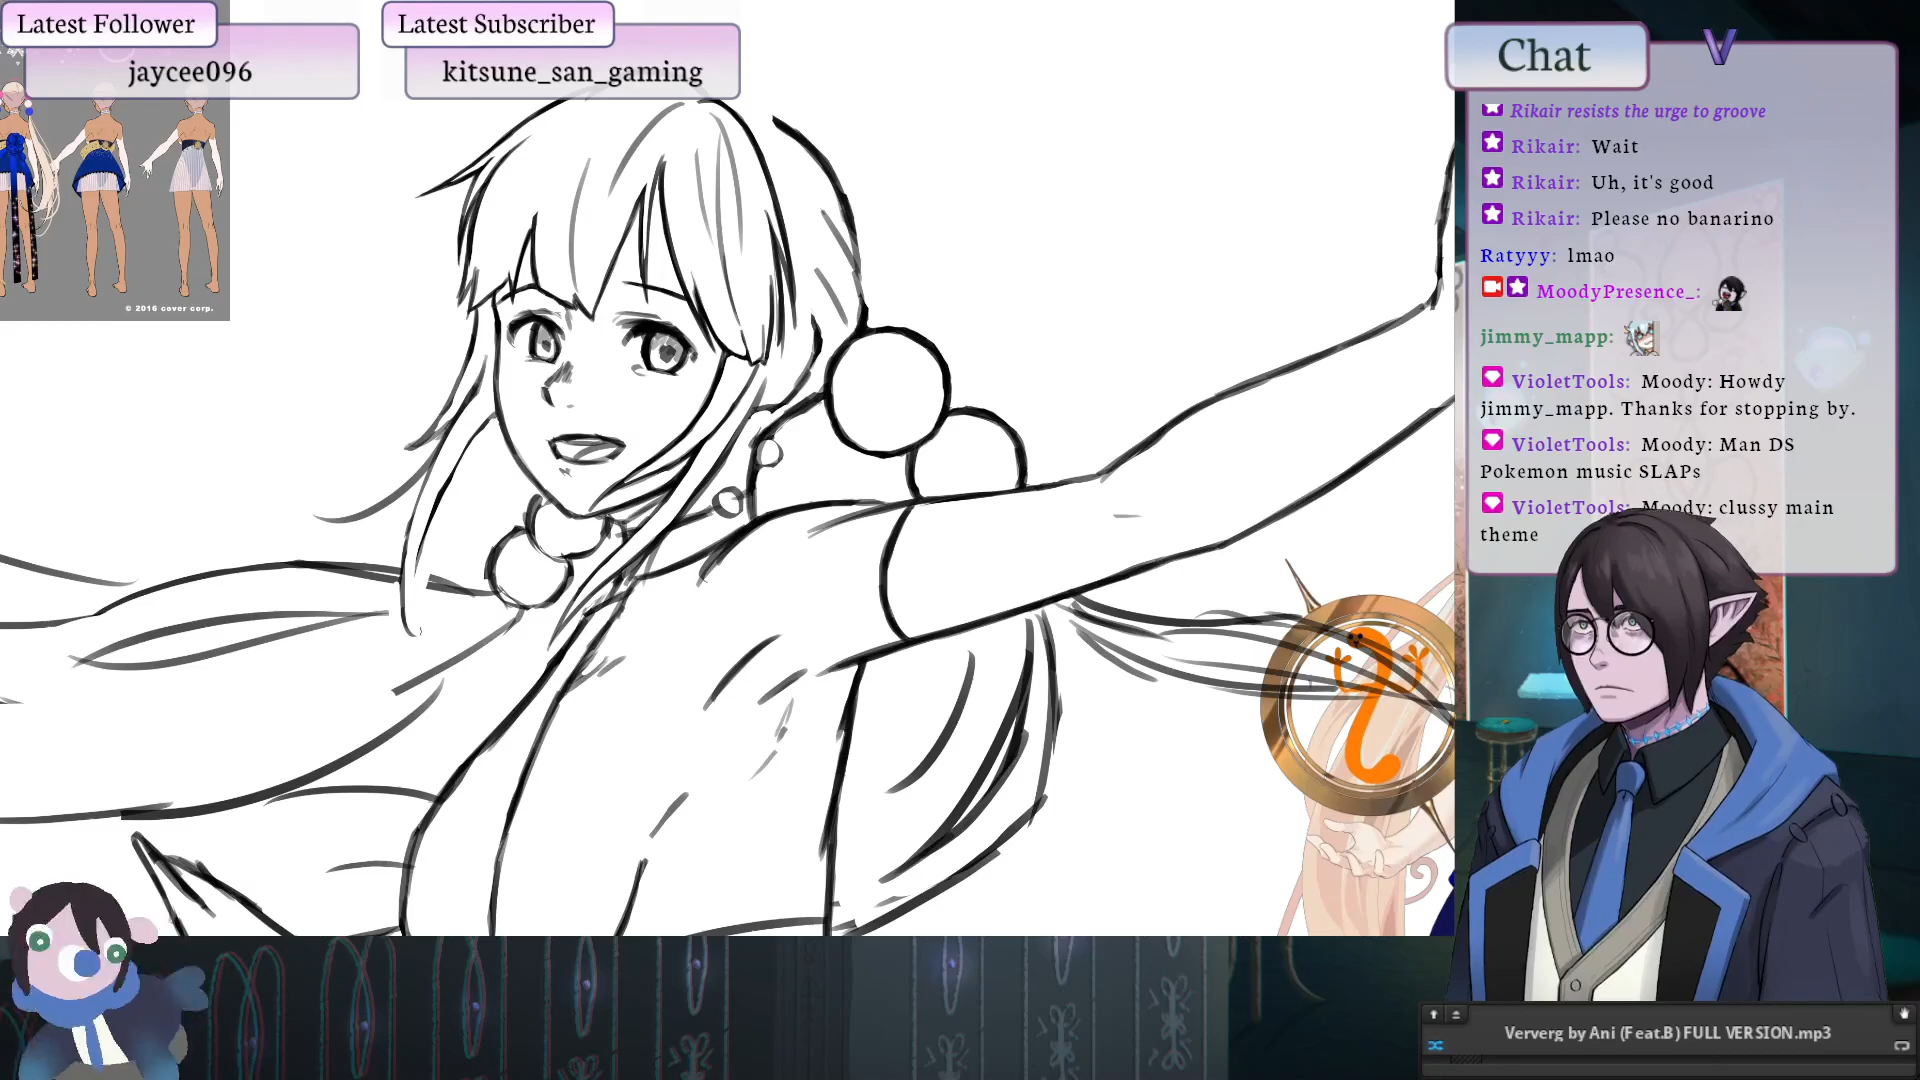 Latest Follower
jaycee096
Latest Subscriber
kitsune_san_gaming
© 2016 cover corp.
Chat
Rikair resists the urge to groove
Rikair: Wait
Rikair: Uh, it's good
Rikair: Please no banarino
Ratyyy: lmao
MoodyPresence_:
jimmy_mapp:
VioletTools: Moody: Howdy
jimmy_mapp. Thanks for stopping by.
VioletTools: Moody: Man DS
Pokemon music SLAPs
VioletTools: Moody: clussy main
theme
Ververg by Ani (Feat.B) FULL VERSION.mp3